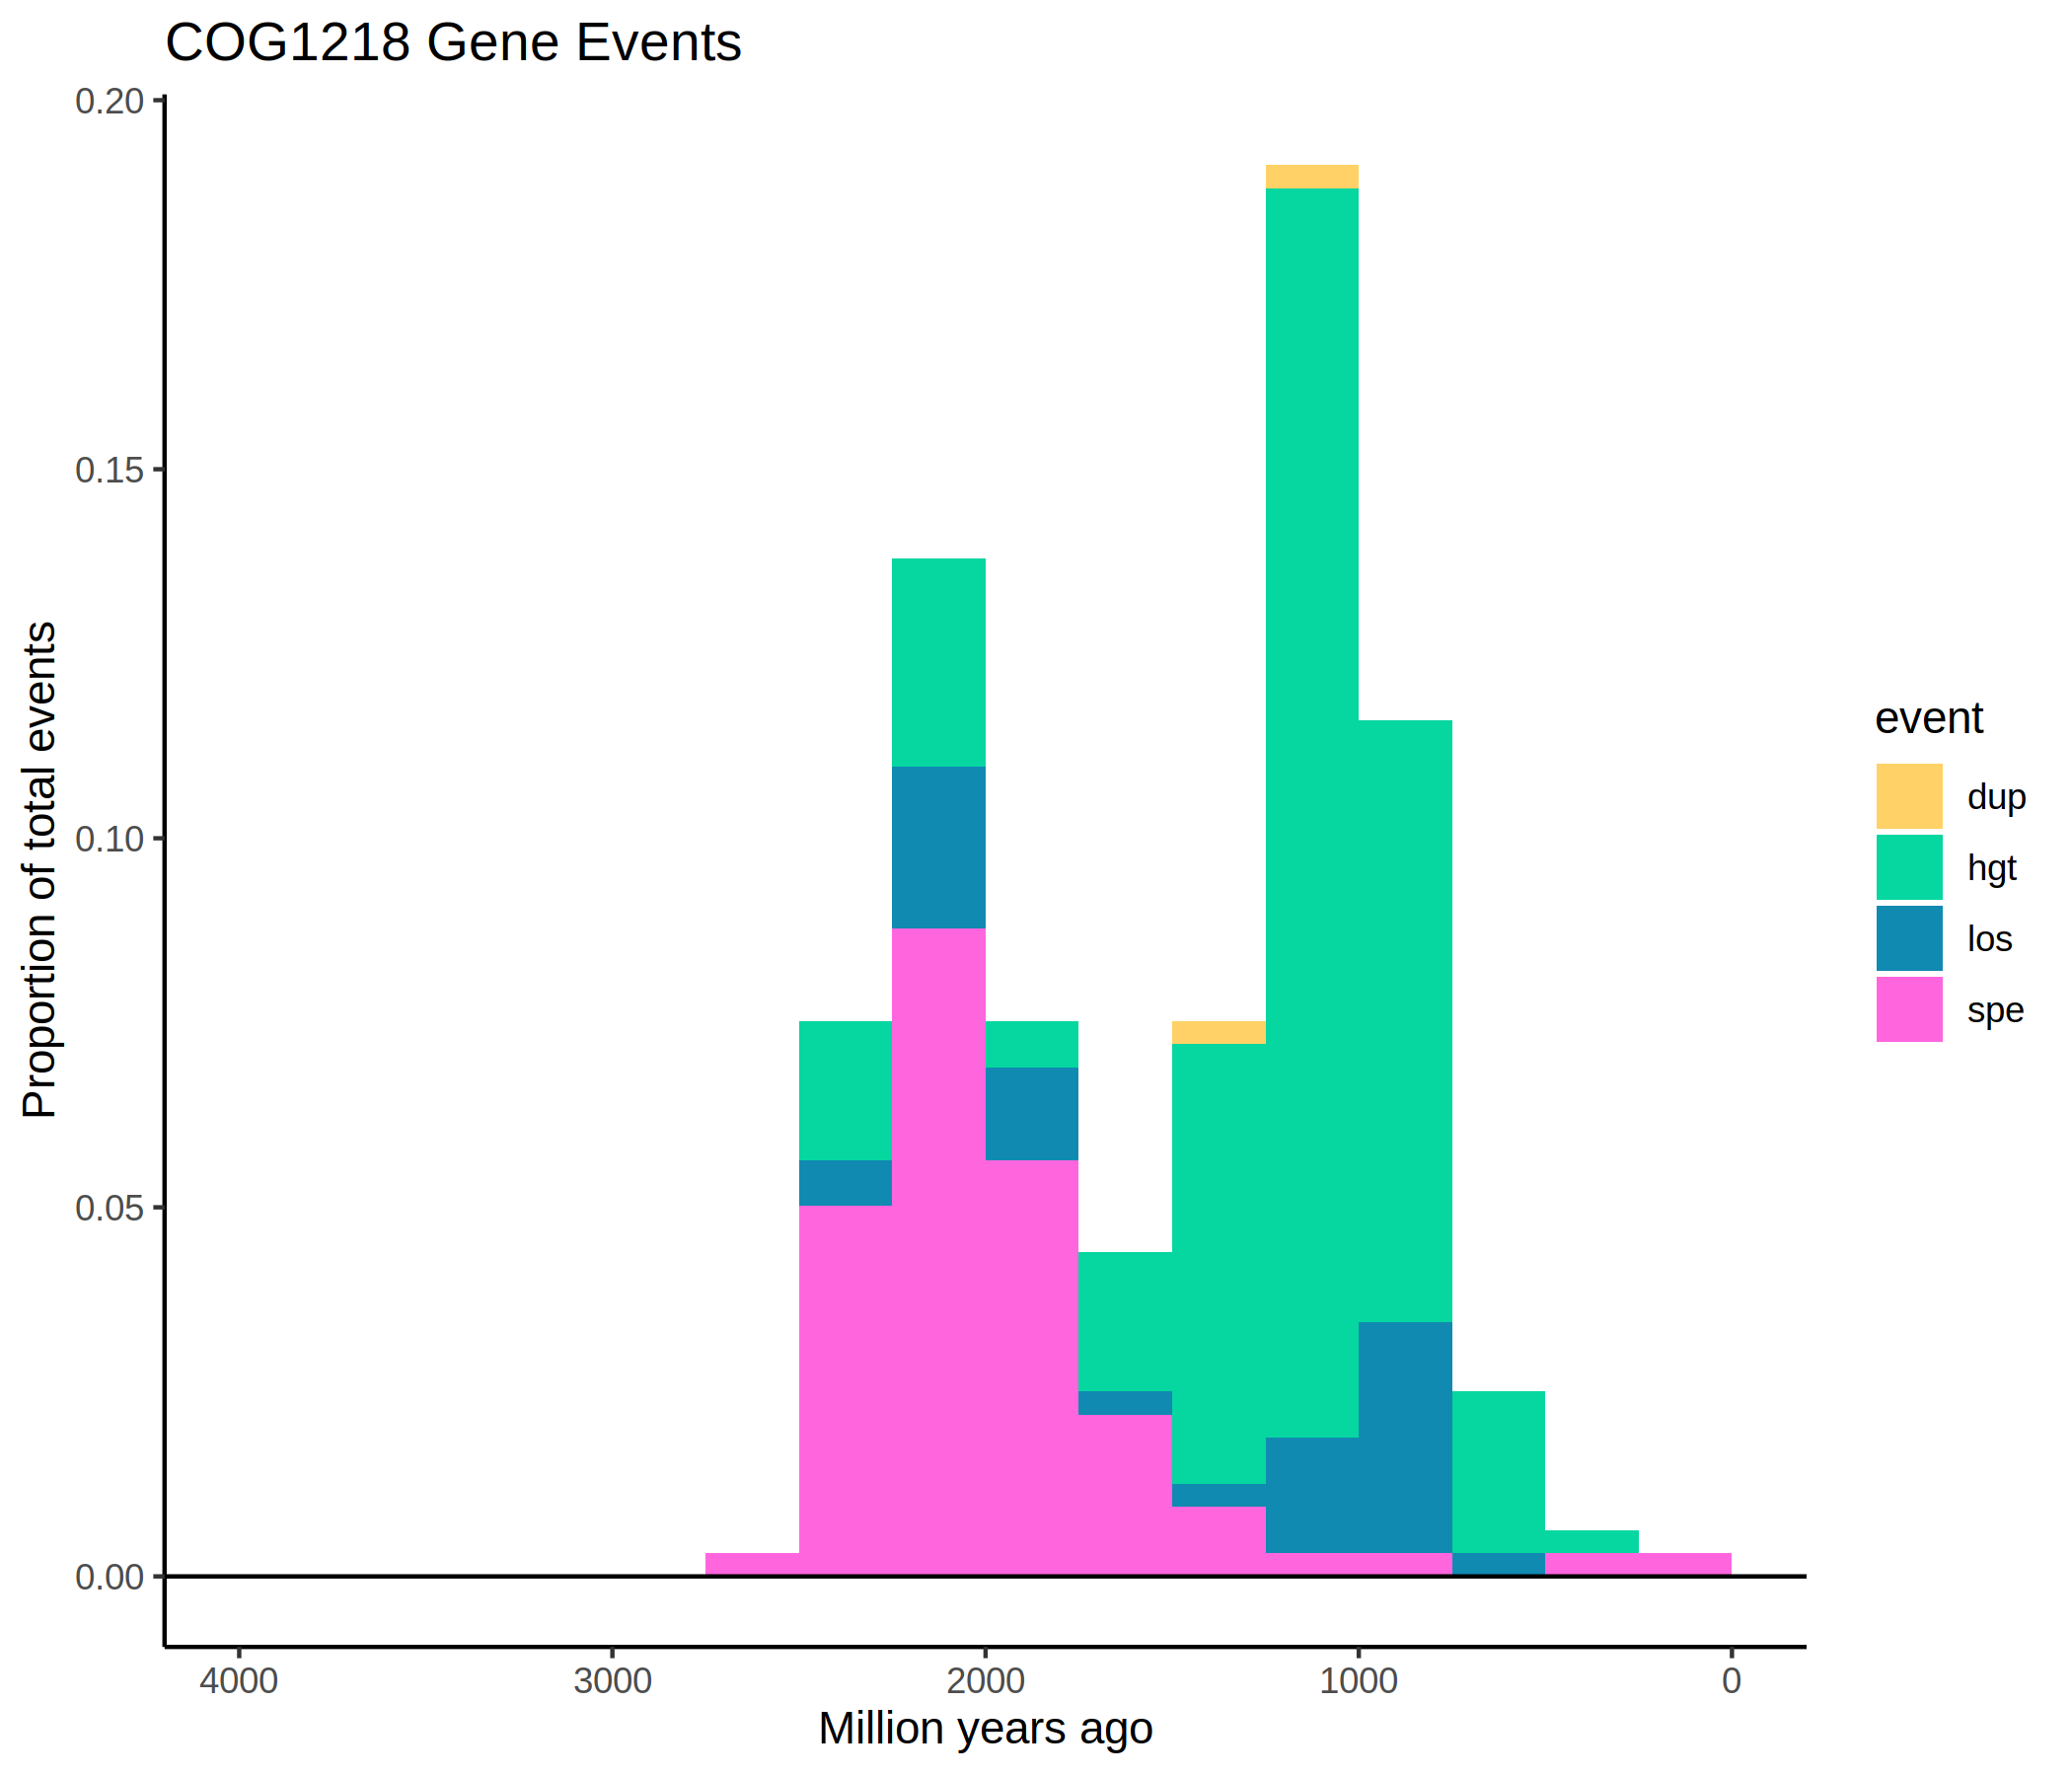 COG1218 Gene Events
0.20
0.15
0.10
0.05
0.00
Proportion of total events
4000 3000 2000 1000 0
Million years ago
event
dup
hgt
los
spe